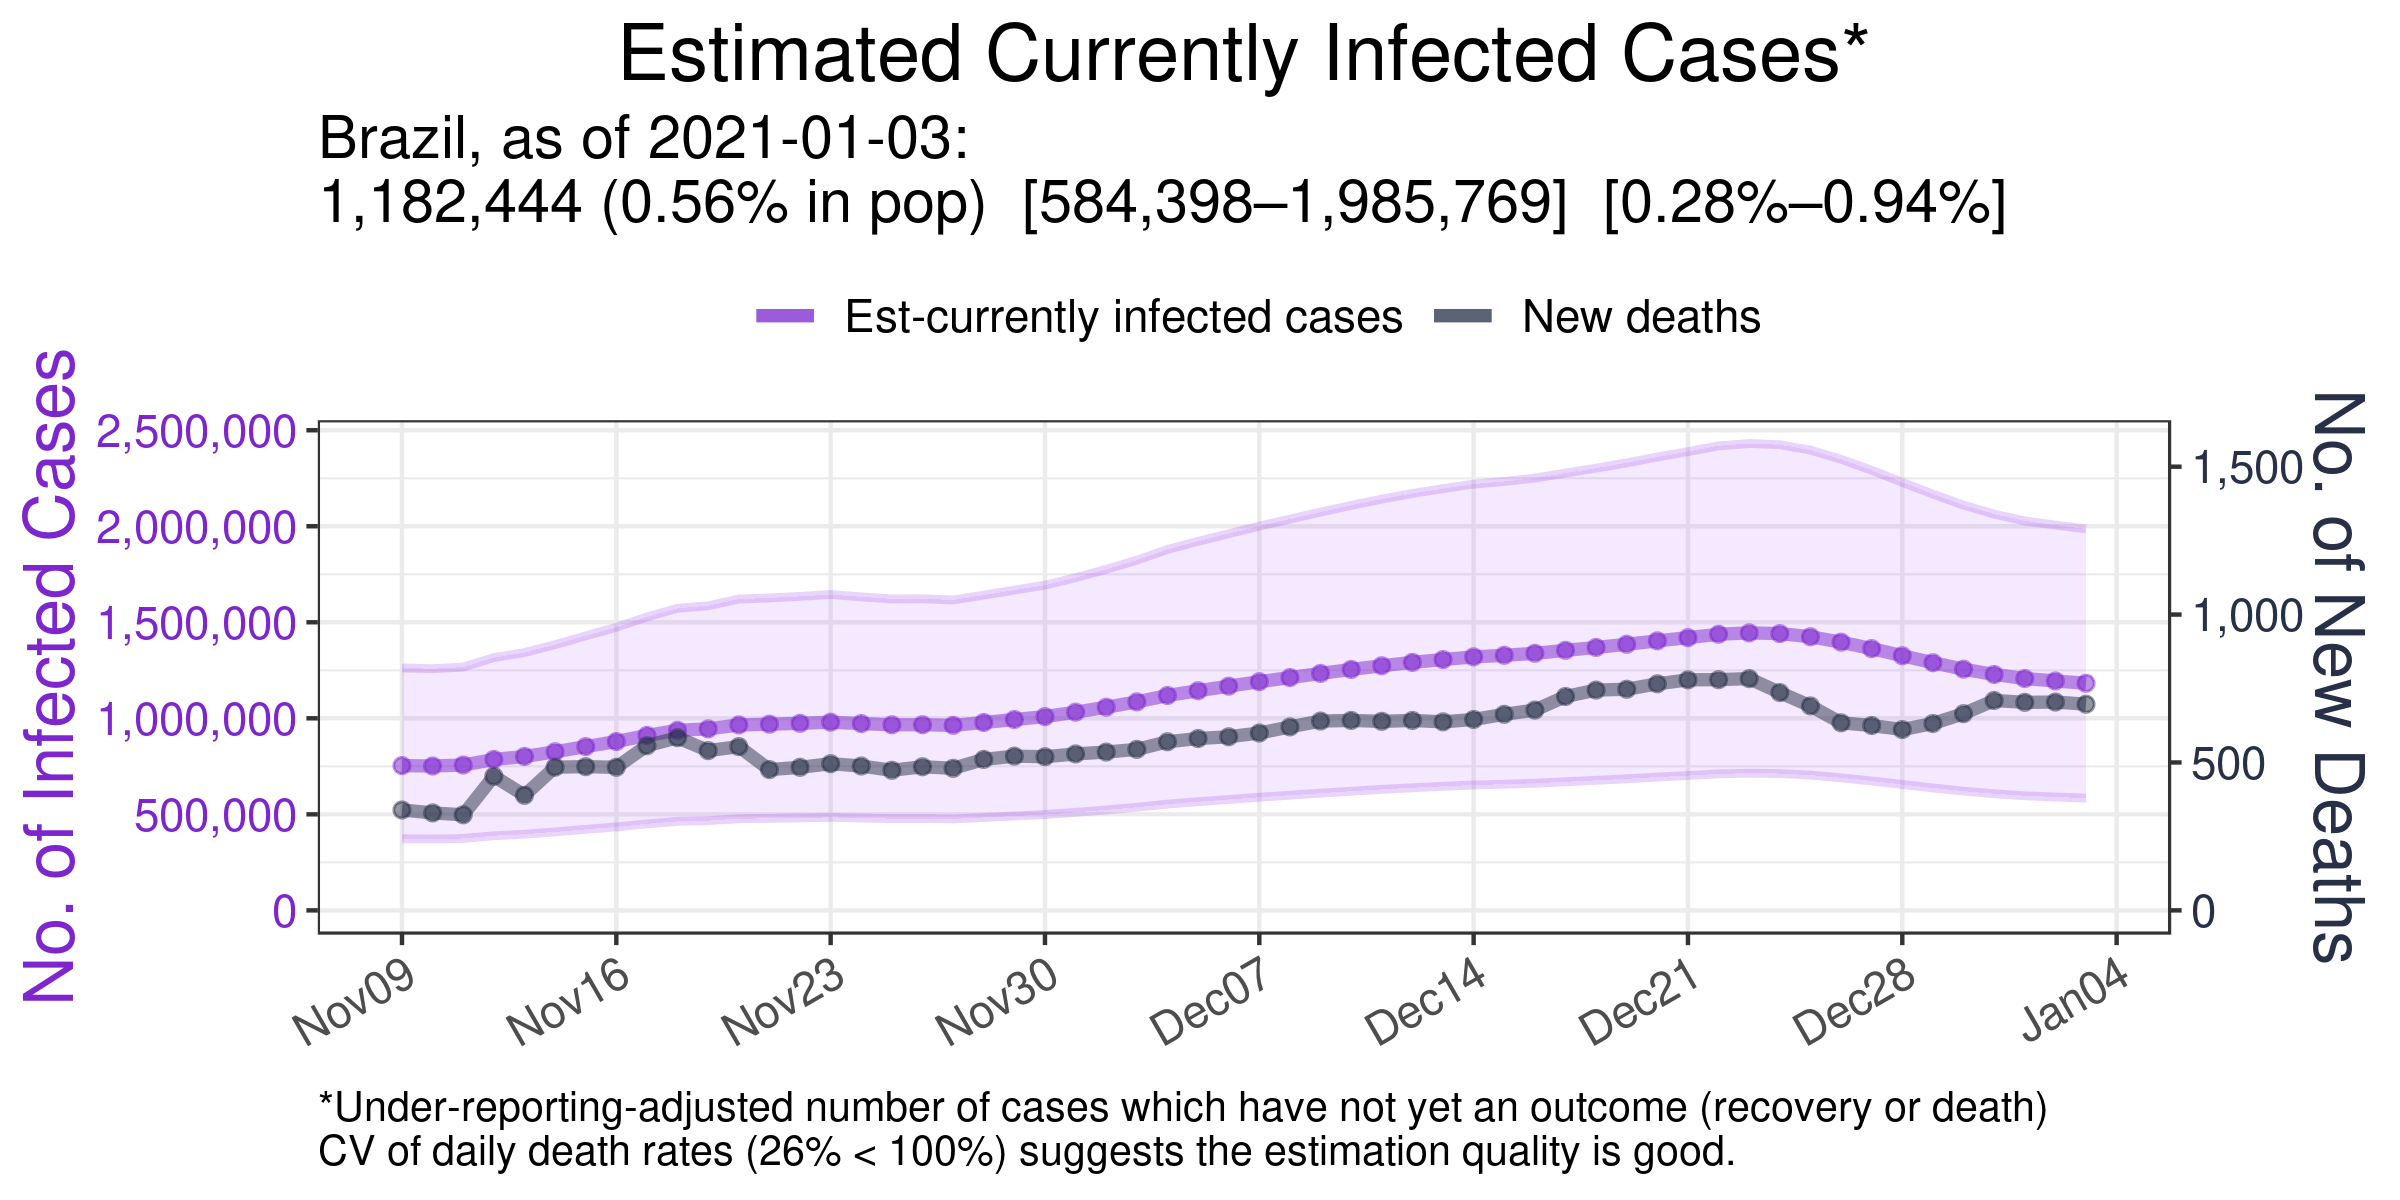 Estimated Currently Infected Cases*
Brazil, as of 2021-01-03:
1,182,444 (0.56% in pop)  [584,398–1,985,769]  [0.28%–0.94%]
Est-currently infected cases
New deaths
No. of Infected Cases
2,500,000
2,000,000
1,500,000
1,000,000
500,000
0
No. of New Deaths
1,500
1,000
500
0
Nov09
Nov16
Nov23
Nov30
Dec07
Dec14
Dec21
Dec28
Jan04
*Under-reporting-adjusted number of cases which have not yet an outcome (recovery or death)
CV of daily death rates (26% < 100%) suggests the estimation quality is good.